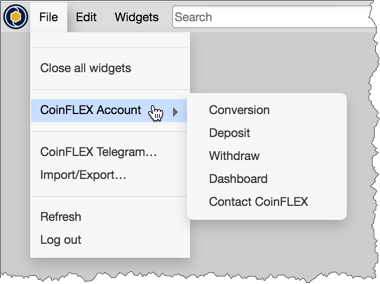 File Edit Widgets Search
Close all widgets
CoinFLEX Account
Conversion
Deposit
Withdraw
Dashboard
Contact CoinFLEX
CoinFLEX Telegram...
Import/Export...
Refresh
Log out